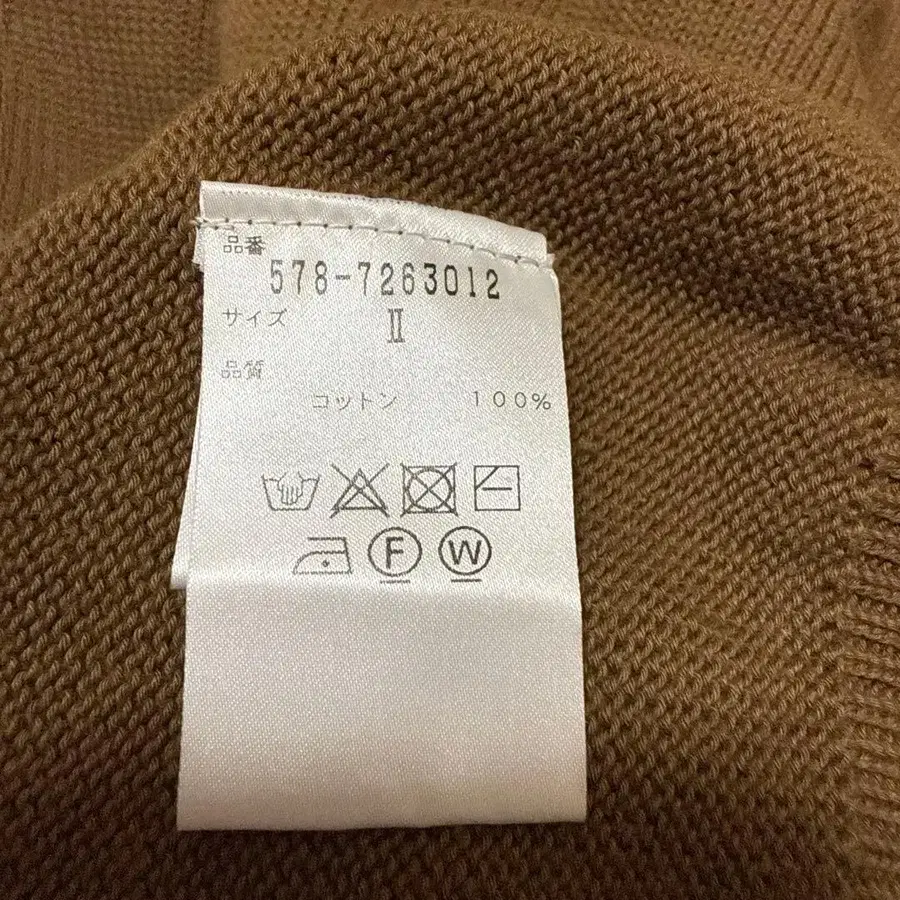 品番
578-7263012
サイズ II
品質
コットン 100%
F W